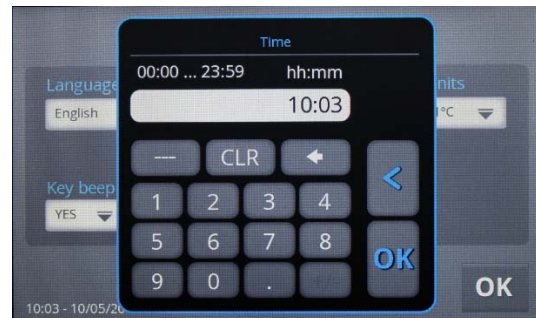 Time
00:00 ... 23:59 hh:mm
10:03
Language
English
nits
1°C
--- CLR
Key beep
YES
<
1 2 3 4
5 6 7 8
OK
9 0 . +/-
OK
10:03 - 10/05/20